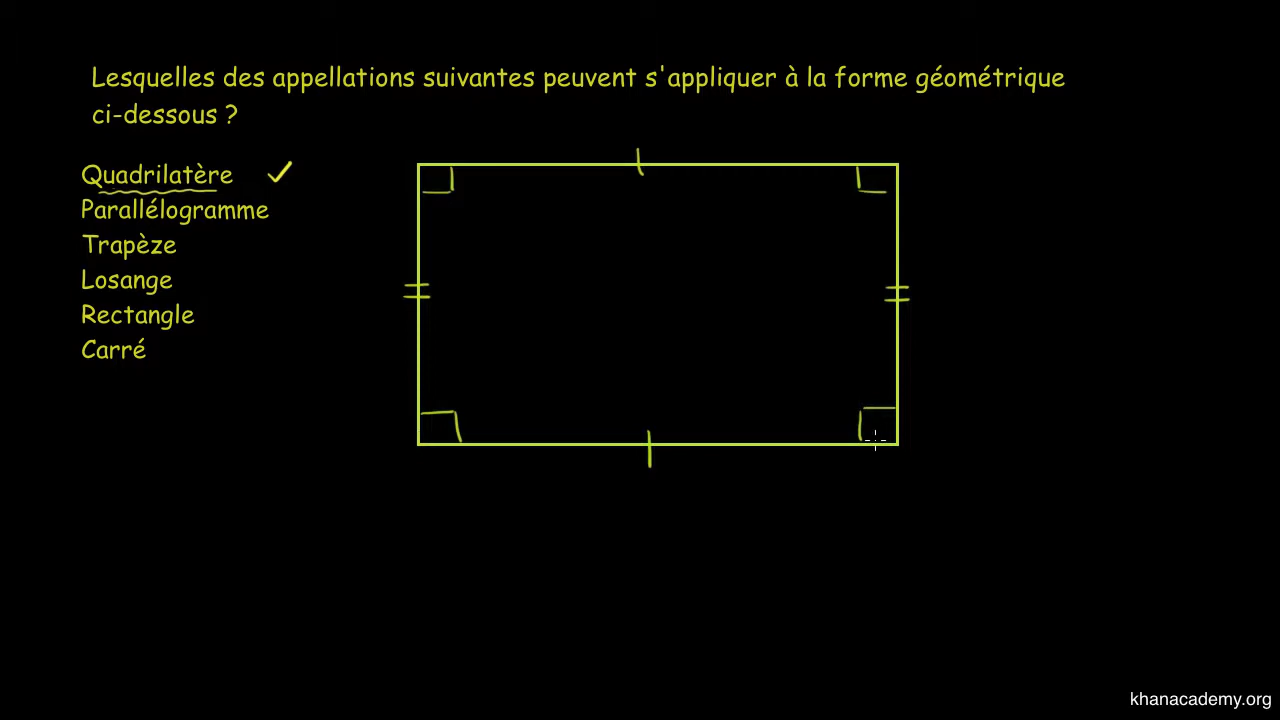 Lesquelles des appellations suivantes peuvent s'appliquer à la forme géométrique
ci-dessous ?
Quadrilatère
Parallélogramme
Trapèze
Losange
Rectangle
Carré
khanacademy.org